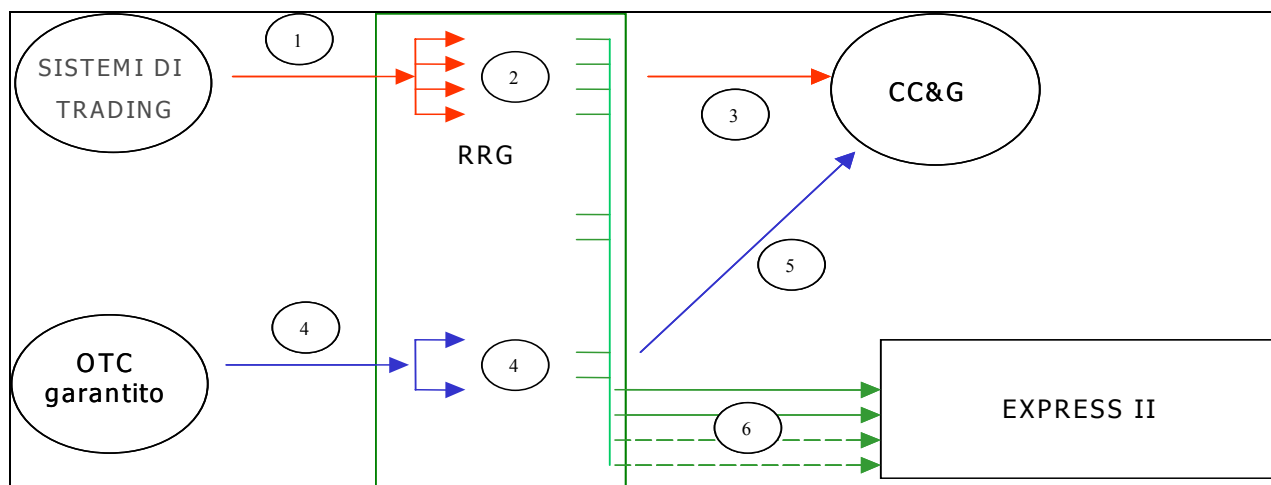 1
SISTEMI DI
TRADING
2
3
CC&G
RRG
5
4
OTC
garantito
4
6
EXPRESS II